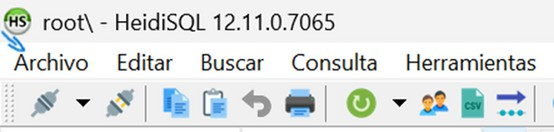 HS root\ - HeidiSQL 12.11.0.7065
Archivo Editar Buscar Consulta Herramientas
CSV